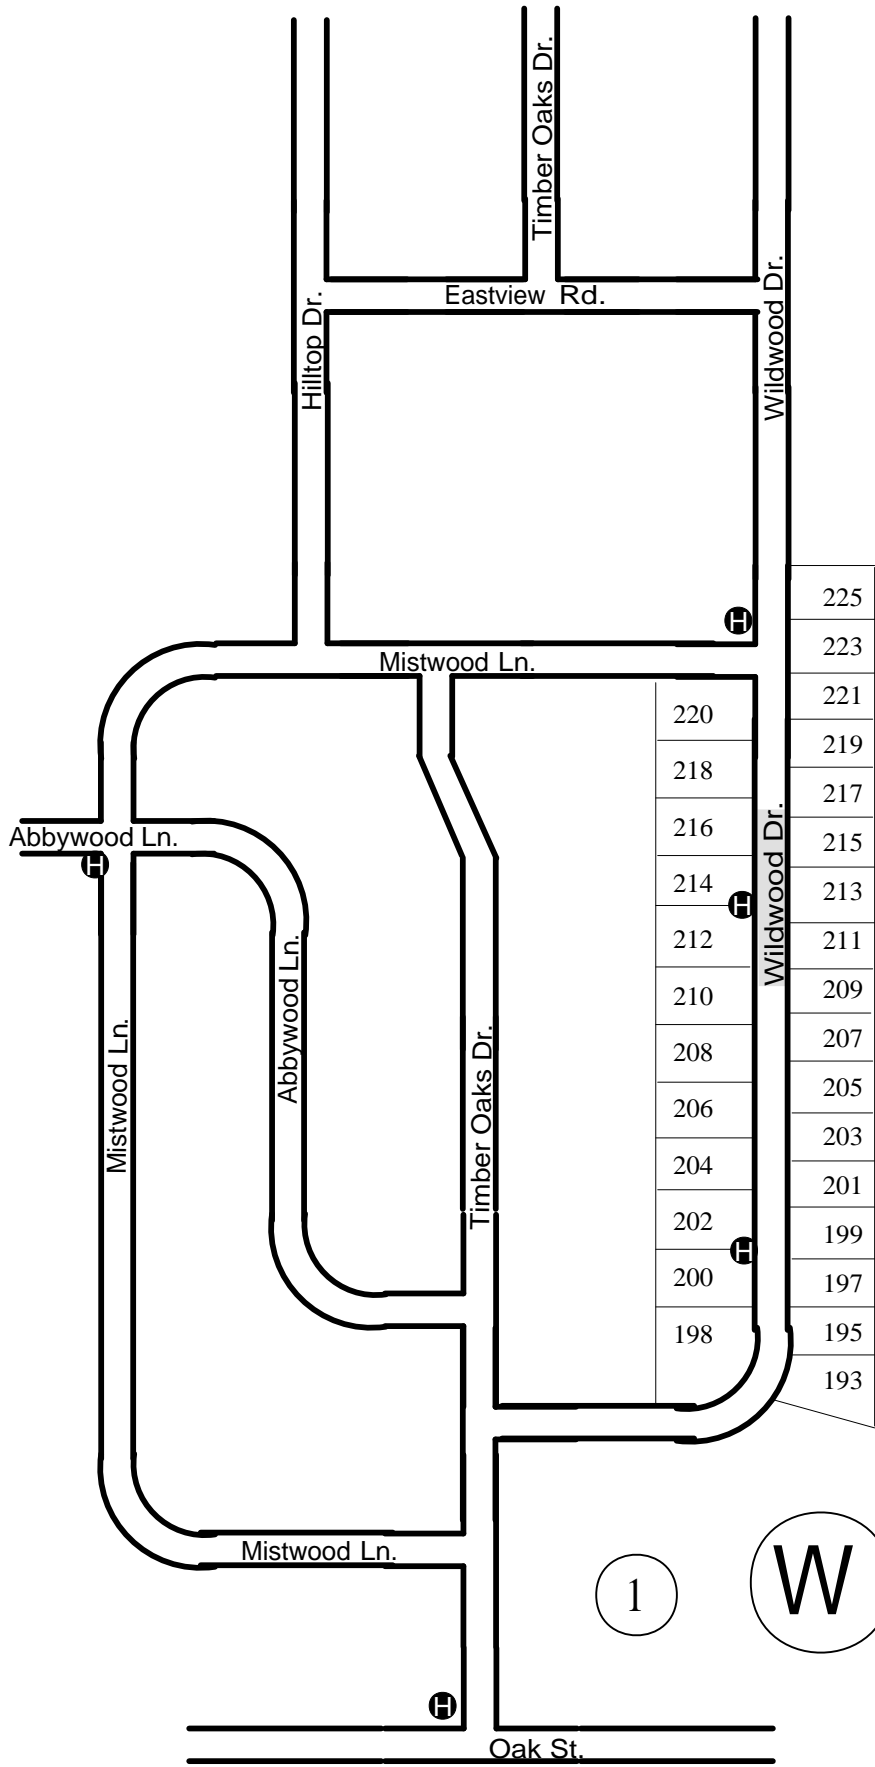 Timber Oaks Dr.
Eastview Rd.
Hilltop Dr.
Wildwood Dr.
225
H
223
Mistwood Ln.
221
220
219
218
217
216
Wildwood Dr.
Abbywood Ln.
215
H
214
213
H
212
211
Abbywood Ln.
210
209
Mistwood Ln.
Timber Oaks Dr.
208
207
206
205
204
203
201
202
199
H
200
197
198
195
193
Mistwood Ln.
1
W
H
Oak St.